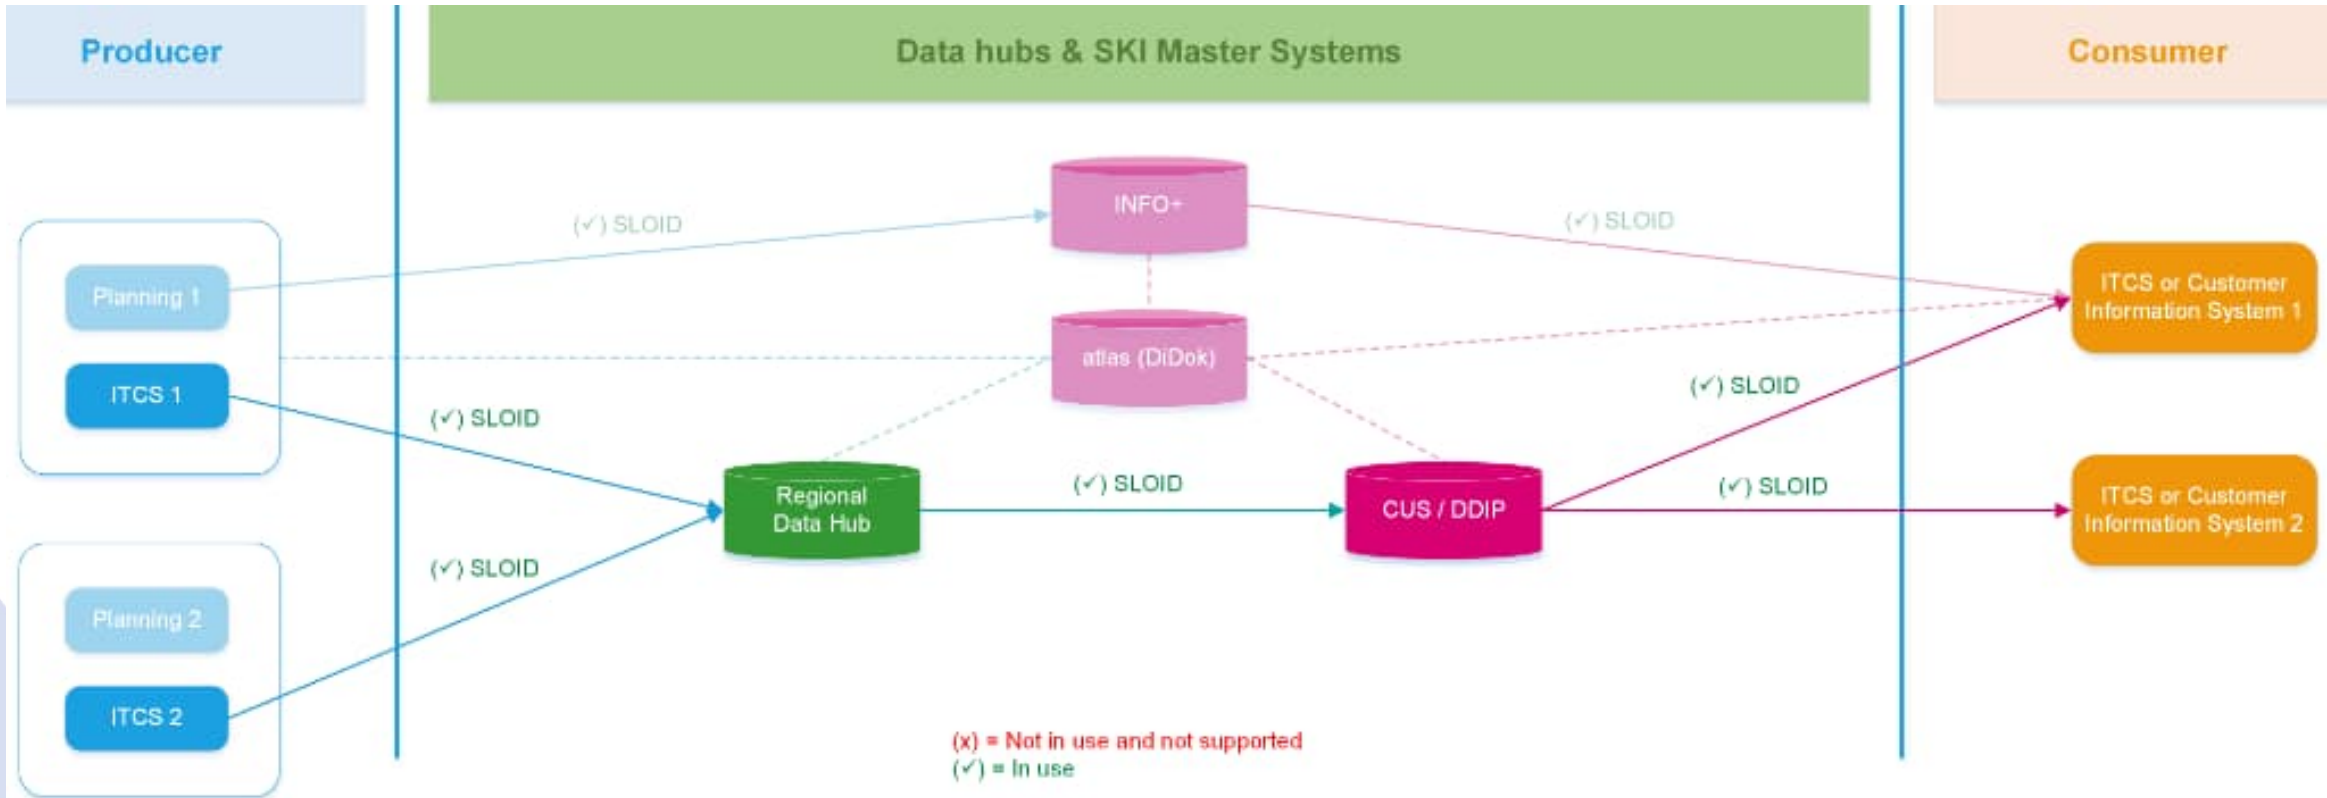 Producer
Data hubs & SKI Master Systems
Consumer
INFO+
(✓) SLOID
(✓) SLOID
Planning 1
ITCS or Customer
Information System 1
atlas (DiDok)
ITCS 1
(✓) SLOID
(✓) SLOID
Regional
Data Hub
(✓) SLOID
CUS / DDIP
(✓) SLOID
ITCS or Customer
Information System 2
(✓) SLOID
Planning 2
ITCS 2
(x) = Not in use and not supported
(✓) = In use